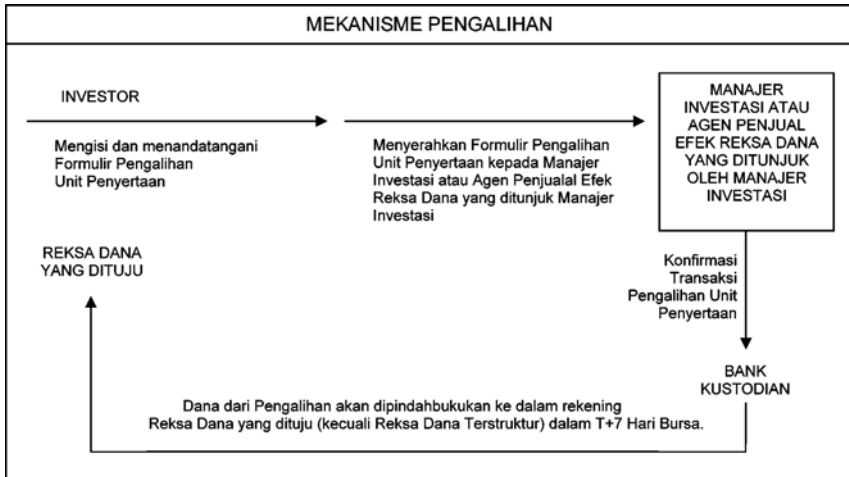 MEKANISME PENGALIHAN
INVESTOR
Mengisi dan menandatangani
Formulir Pengalihan
Unit Penyertaan
Menyerahkan Formulir Pengalihan
Unit Penyertaan kepada Manajer
Investasi atau Agen Penjualal Efek
Reksa Dana yang ditunjuk Manajer
Investasi
MANAJER
INVESTASI ATAU
AGEN PENJUAL
EFEK REKSA DANA
YANG DITUNJUK
OLEH MANAJER
INVESTASI
Konfirmasi
Transaksi
Pengalihan Unit
Penyertaan
BANK
KUSTODIAN
Dana dari Pengalihan akan dipindahbukukan ke dalam rekening
Reksa Dana yang dituju (kecuali Reksa Dana Terstruktur) dalam T+7 Hari Bursa.
REKSA DANA
YANG DITUJU